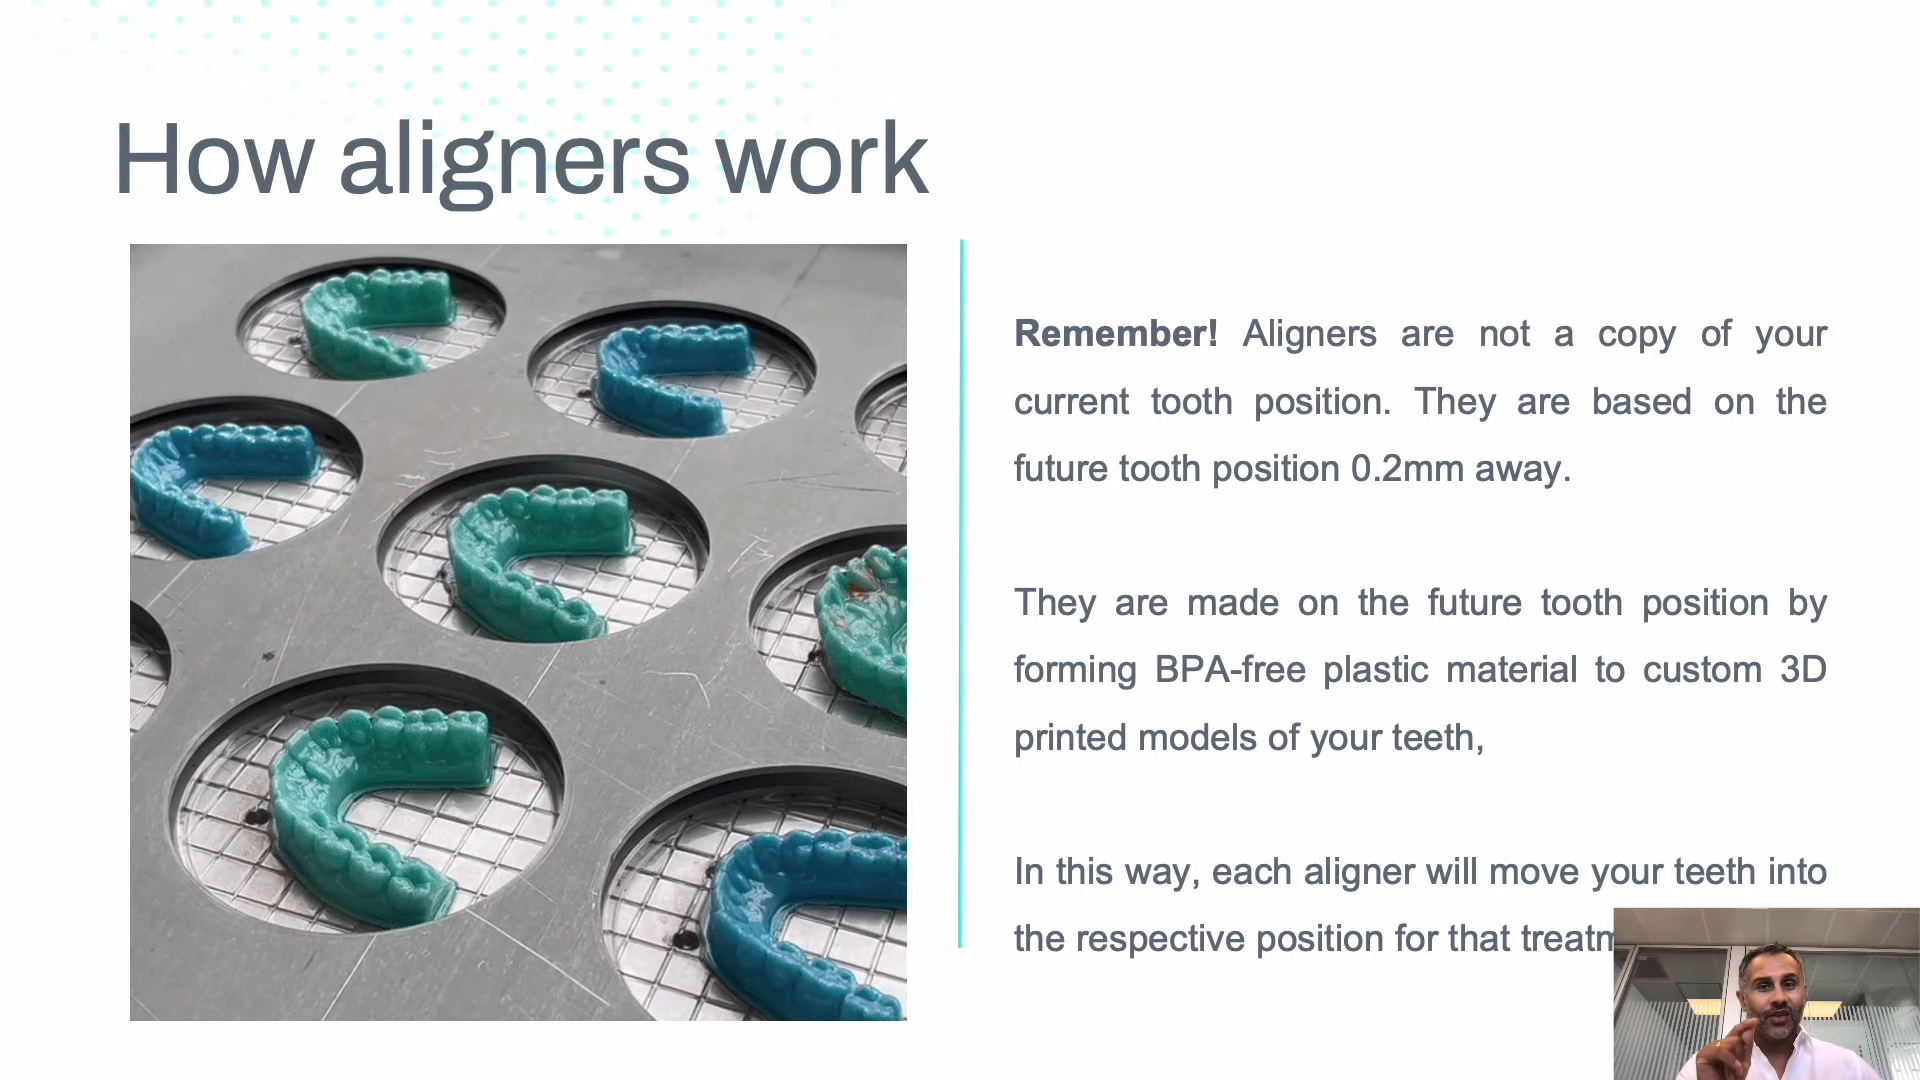 How aligners work
Remember! Aligners are not a copy of your
current tooth position. They are based on the
future tooth position 0.2mm away.
They are made on the future tooth position by
forming BPA-free plastic material to custom 3D
printed models of your teeth,
In this way, each aligner will move your teeth into
the respective position for that